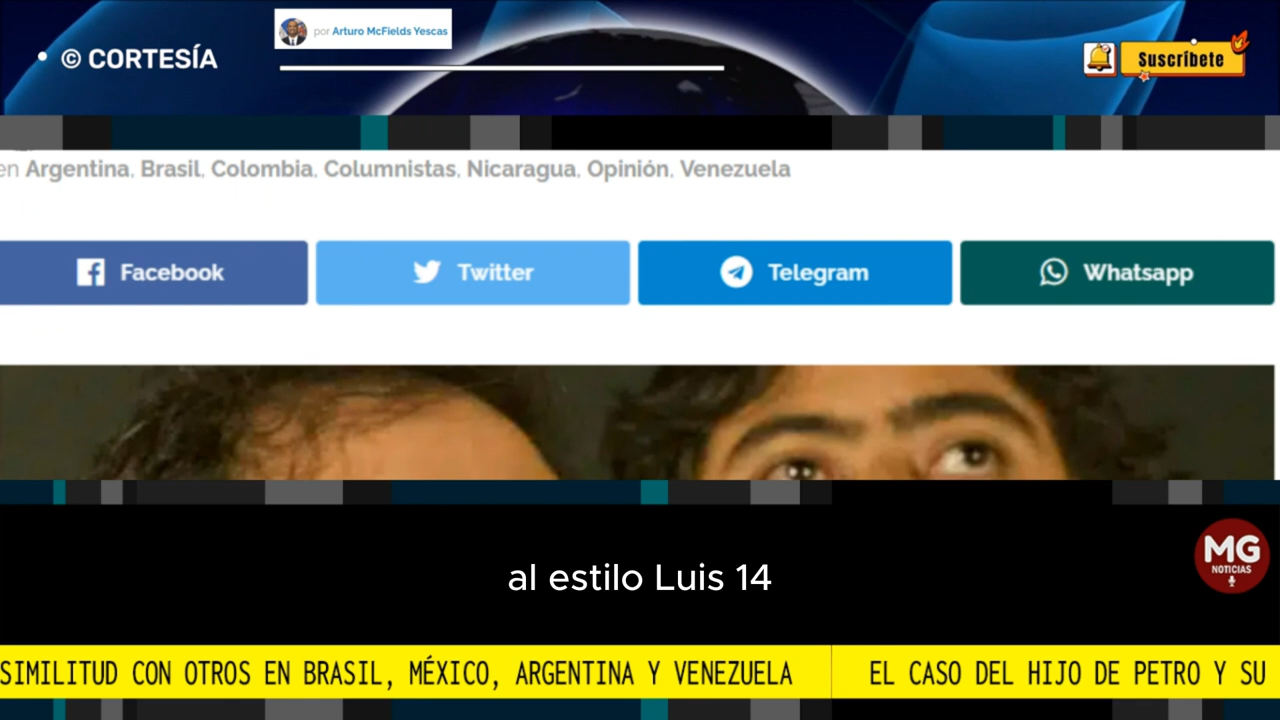 por Arturo McFields Yescas
• © CORTESÍA
Suscríbete
en Argentina, Brasil, Colombia, Columnistas, Nicaragua, Opinión, Venezuela
Facebook
Twitter
Telegram
Whatsapp
MG
NOTICIAS
al estilo Luis 14
SIMILITUD CON OTROS EN BRASIL, MÉXICO, ARGENTINA Y VENEZUELA
EL CASO DEL HIJO DE PETRO Y SU